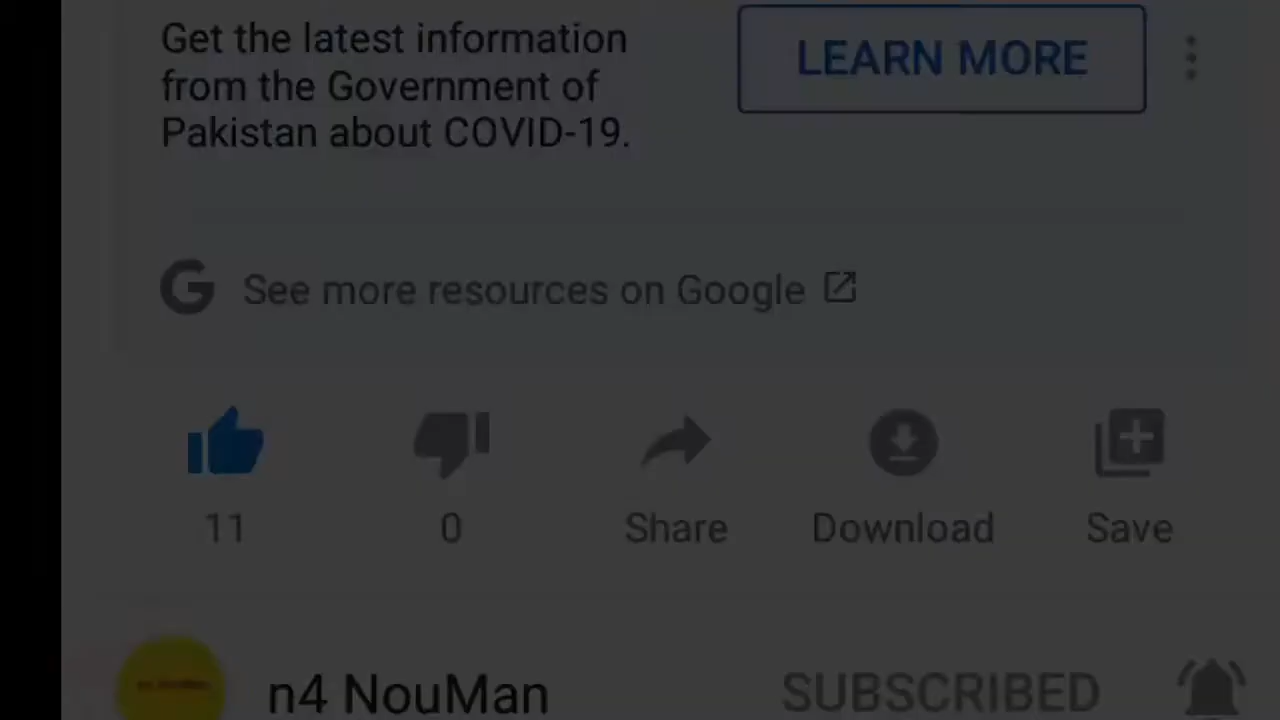 Get the latest information
from the Government of
Pakistan about COVID-19.
LEARN MORE
See more resources on Google
11
0
Share
Download
Save
n4 NouMan
SUBSCRIBED